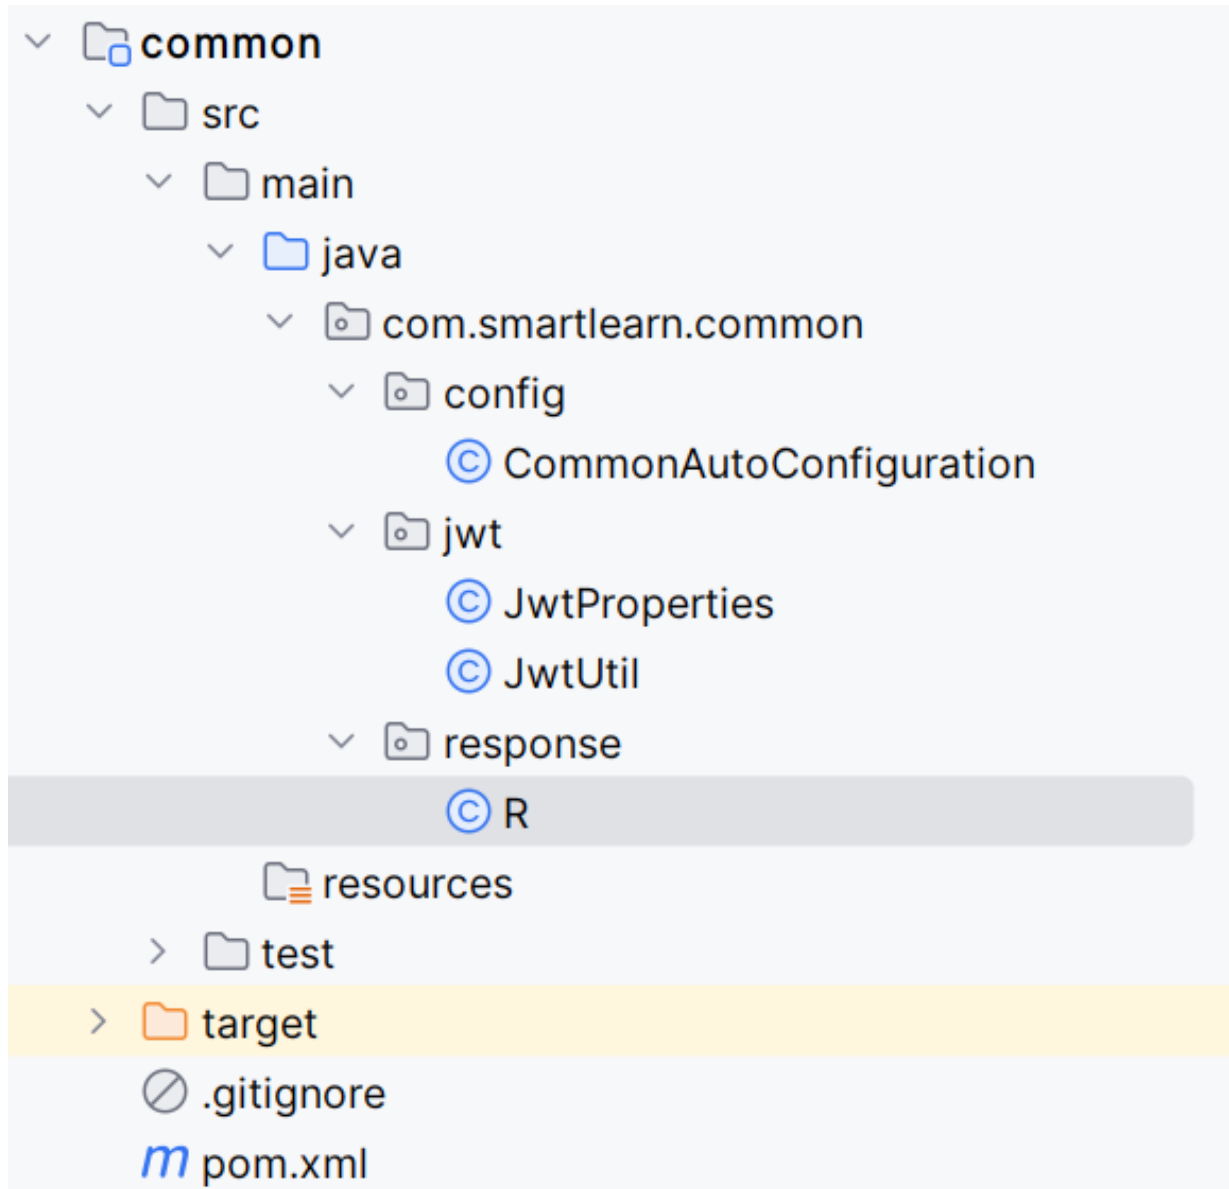 common
src
main
java
com.smartlearn.common
config
CommonAutoConfiguration
jwt
JwtProperties
JwtUtil
response
R
resources
test
target
.gitignore
pom.xml